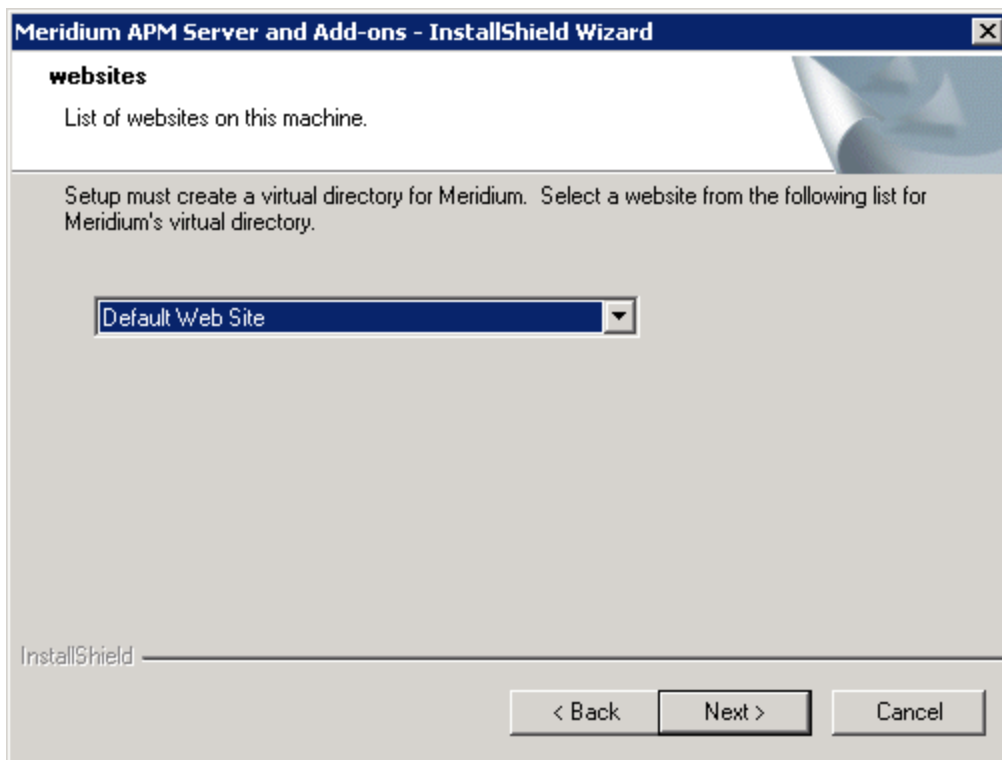 Meridium APM Server and Add-ons - InstallShield Wizard
websites
List of websites on this machine.
Setup must create a virtual directory for Meridium.  Select a website from the following list for
Meridium's virtual directory.
Default Web Site
InstallShield
< Back
Next >
Cancel